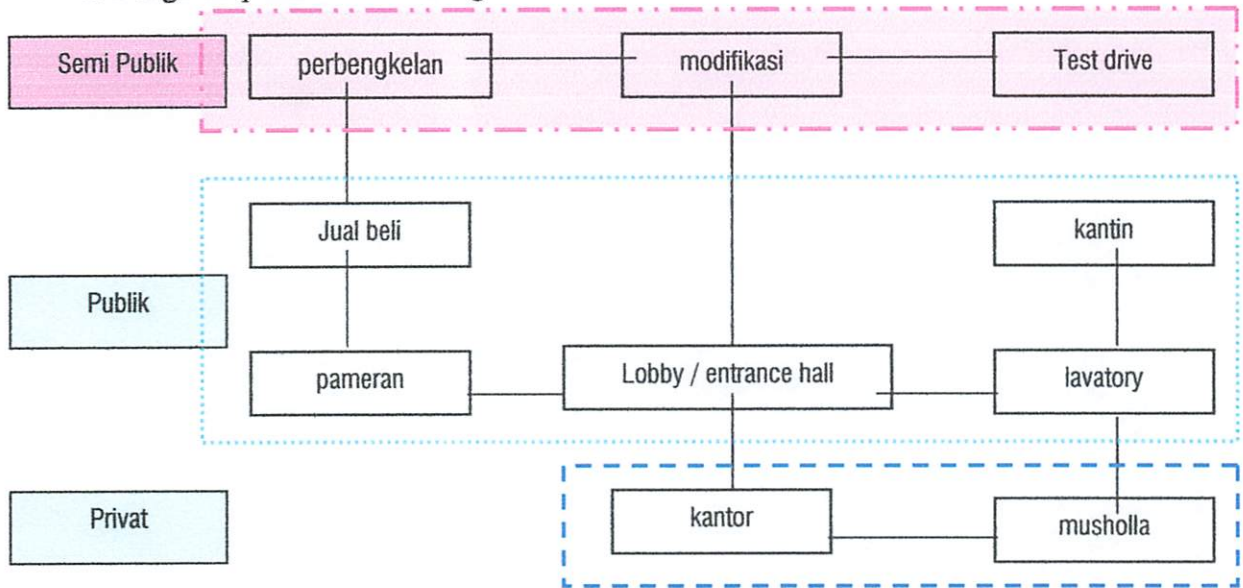 Semi Publik
perbengkelan
modifikasi
Test drive
Jual beli
kantin
Publik
pameran
Lobby / entrance hall
lavatory
Privat
kantor
musholla